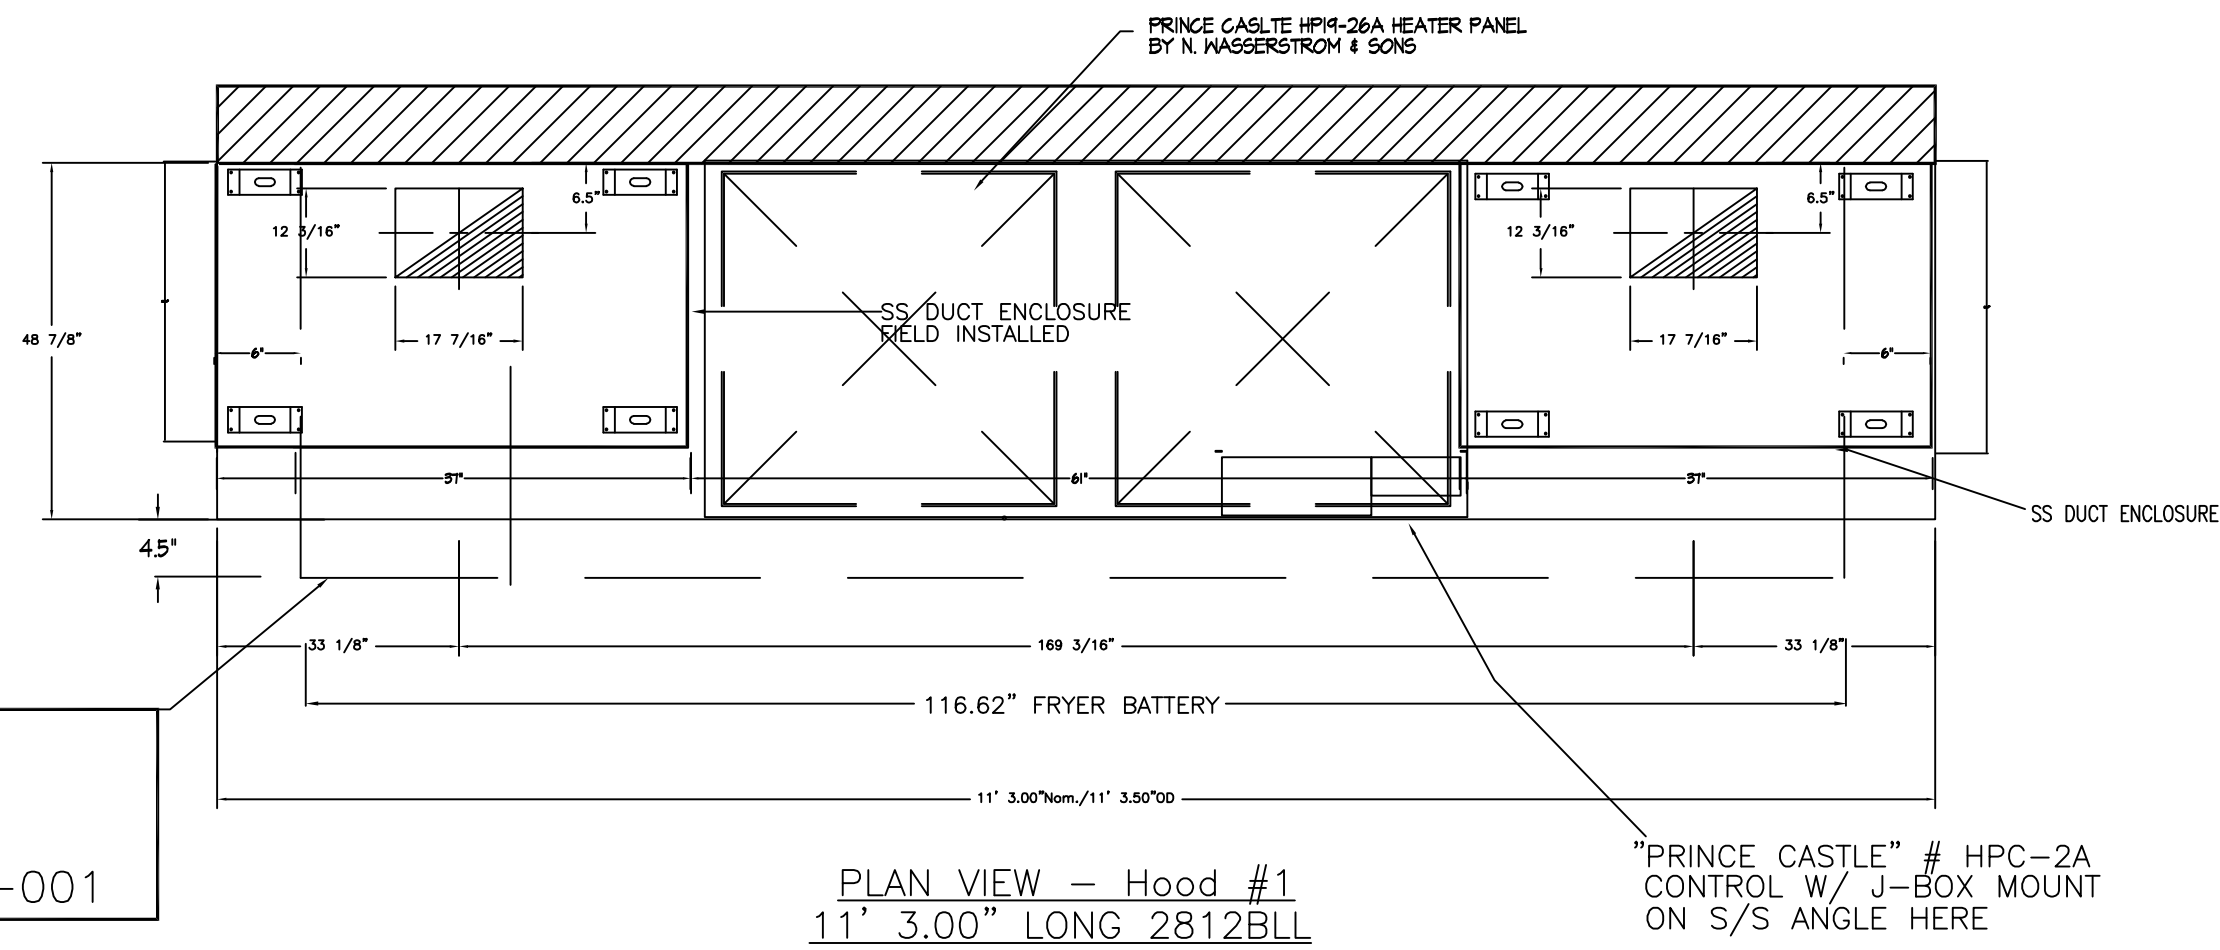 PRINCE CASLTE HP19-26A HEATER PANEL
BY N. WASSERSTROM & SONS
6.5"
6.5"
12 3/16"
12 3/16"
SS DUCT ENCLOSURE
FIELD INSTALLED
48 7/8"
17 7/16"
17 7/16"
6"
6"
37"
61"
37"
SS DUCT ENCLOSURE
4.5"
33 1/8"
169 3/16"
33 1/8"
116.62" FRYER BATTERY
11' 3.00"Nom./11' 3.50"OD
"PRINCE CASTLE" # HPC-2A
CONTROL W/ J-BOX MOUNT
ON S/S ANGLE HERE
-001
PLAN VIEW - Hood #1
11' 3.00" LONG 2812BLL